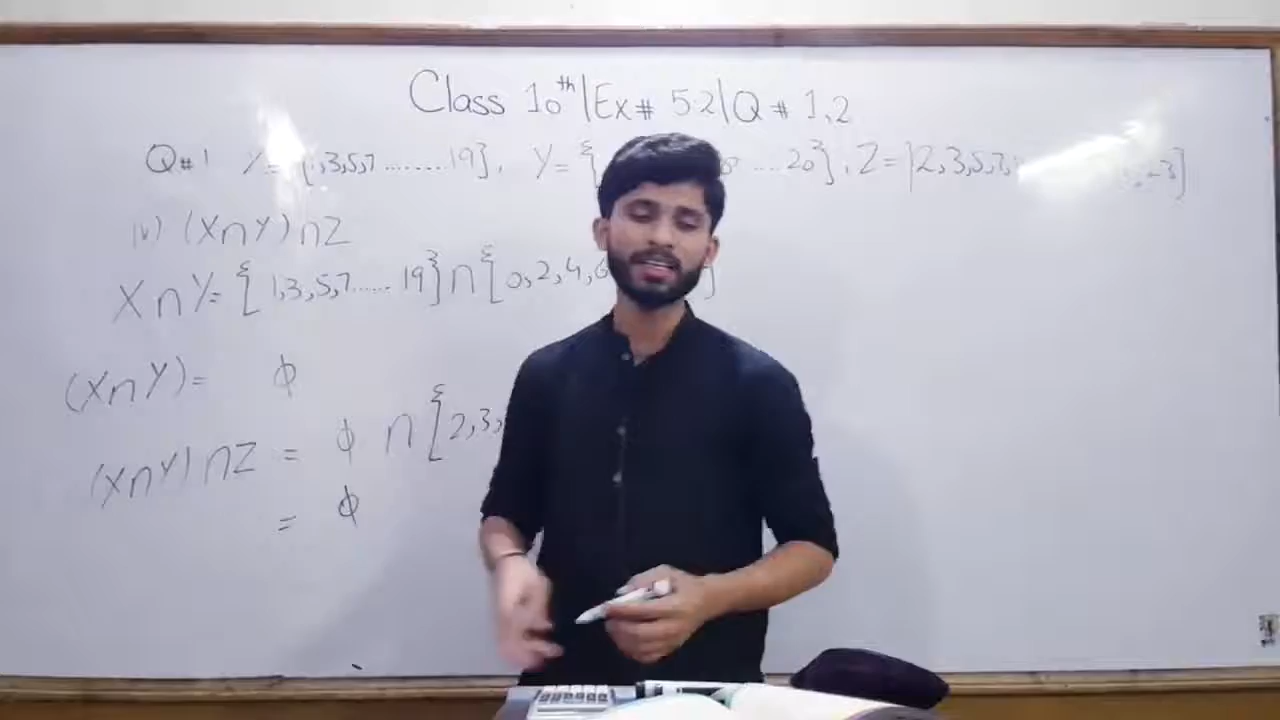 Class 10th | Ex# 5.2 | Q # 1,2
Q#1 X= {1,3,5,7.......19}, Y= { ....20}, Z= {2,3,5,7,
iv) (X∩Y)∩Z
X∩Y= { 1,3,5,7...... 19} ∩ { 0,2,4,6 }
(X∩Y)= ϕ
(X∩Y)∩Z = ϕ ∩ {2,3,
= ϕ